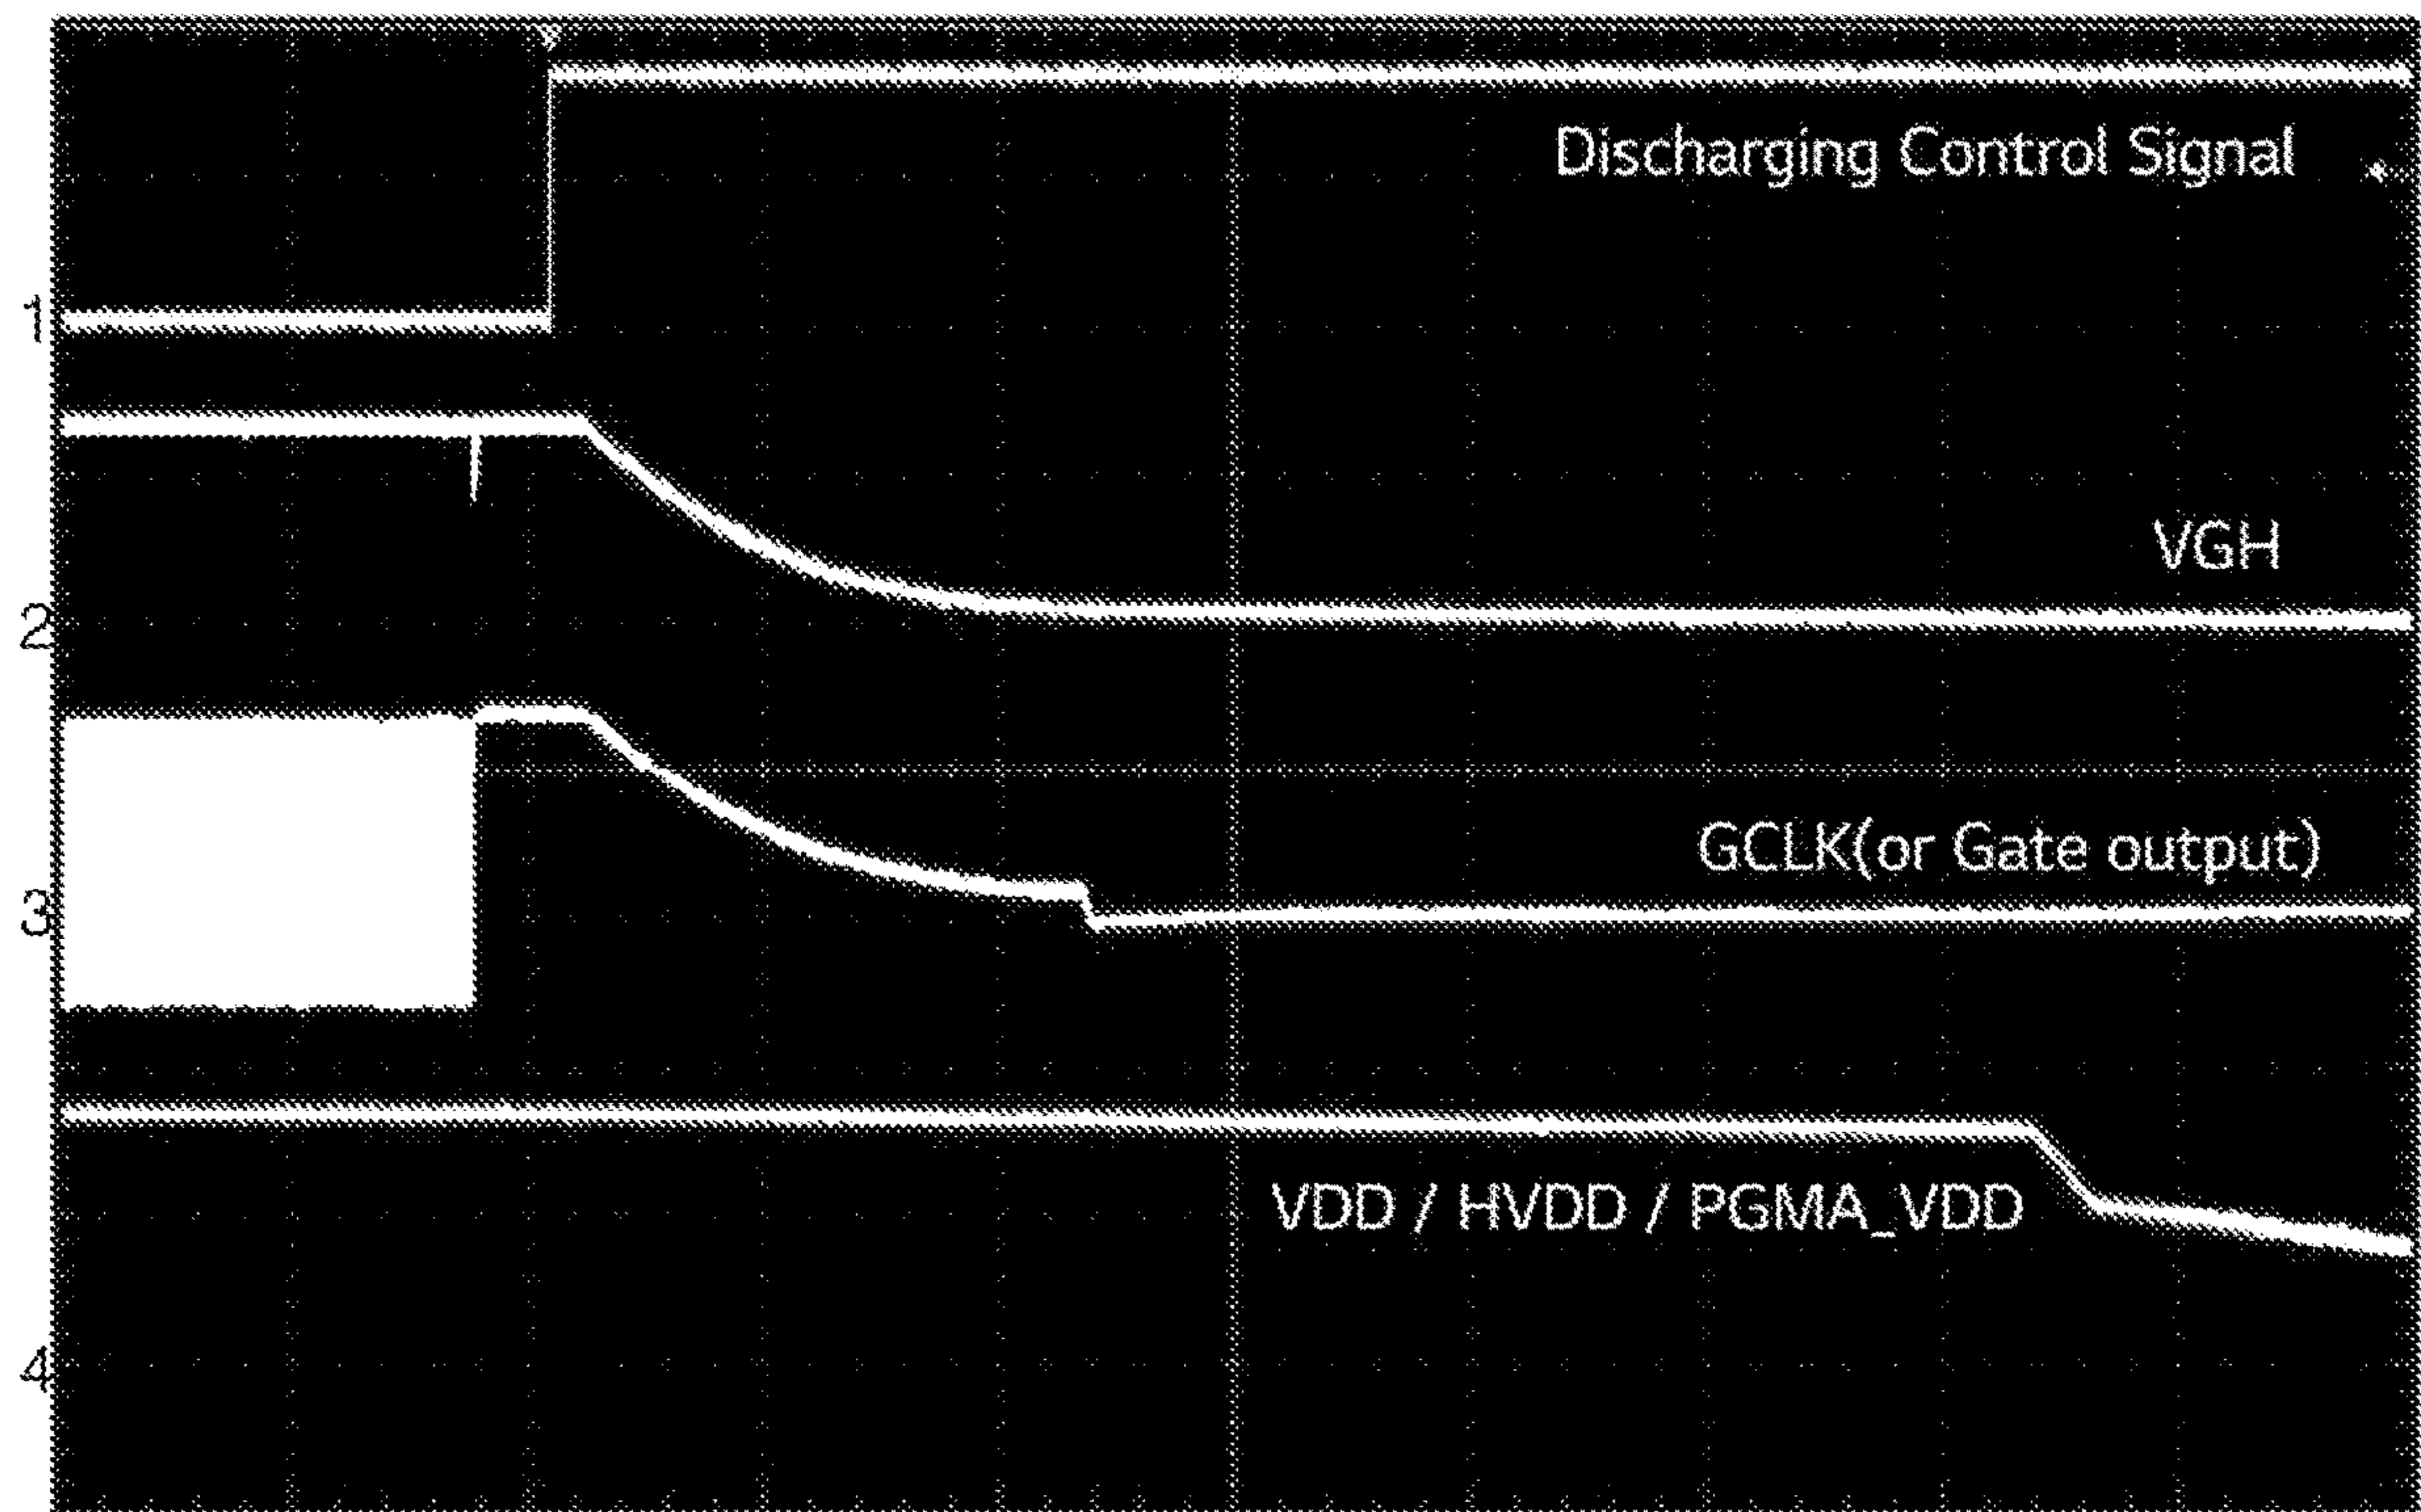 Discharging Control Signal
1
VGH
2
GCLK(or Gate output)
3
VDD / HVDD / PGMA_VDD
4